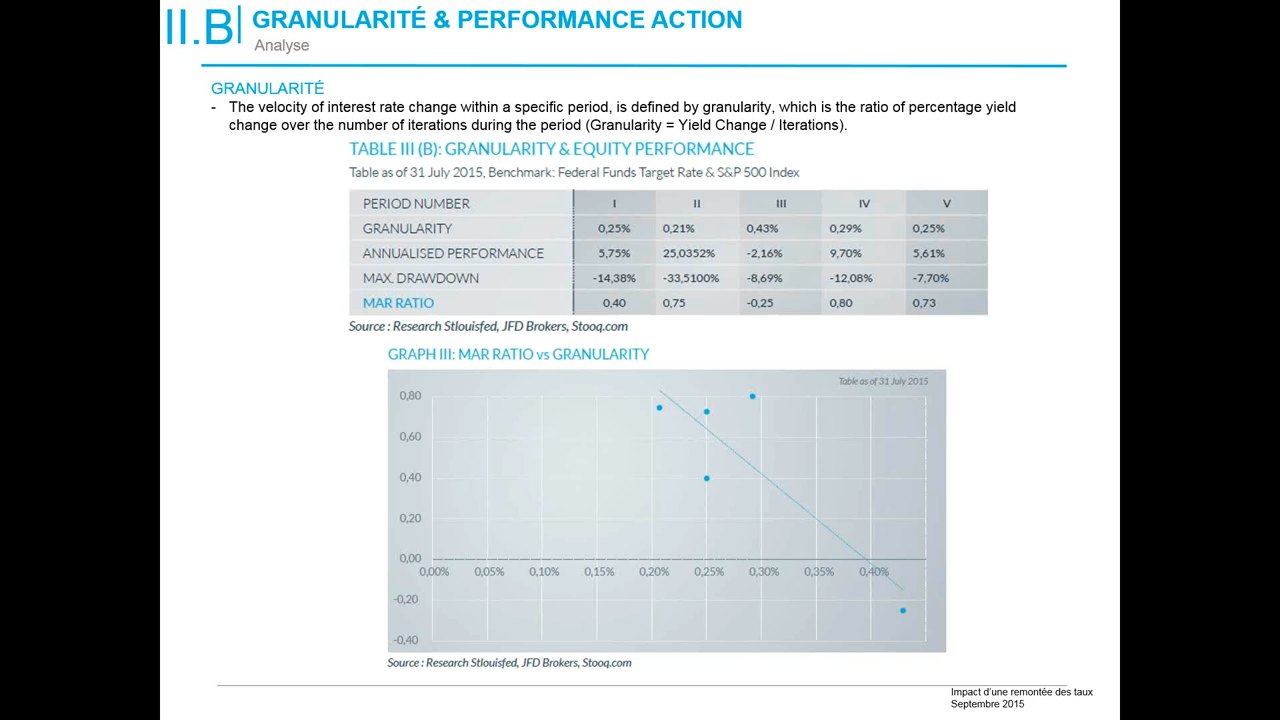 II.B| GRANULARITÉ & PERFORMANCE ACTION
Analyse
GRANULARITÉ
- The velocity of interest rate change within a specific period, is defined by granularity, which is the ratio of percentage yield
change over the number of iterations during the period (Granularity = Yield Change / Iterations).
TABLE III (B): GRANULARITY & EQUITY PERFORMANCE
Table as of 31 July 2015, Benchmark: Federal Funds Target Rate & S&P 500 Index
PERIOD NUMBER I II III IV V
GRANULARITY 0,25% 0,21% 0,43% 0,29% 0,25%
ANNUALISED PERFORMANCE 5,75% 25,0352% -2,16% 9,70% 5,61%
MAX. DRAWDOWN -14,38% -33,5100% -8,69% -12,08% -7,70%
MAR RATIO 0,40 0,75 -0,25 0,80 0,73
Source : Research Stlouisfed, JFD Brokers, Stooq.com
GRAPH III: MAR RATIO vs GRANULARITY
Table as of 31 July 2015
0,80
0,60
0,40
0,20
0,00
0,00% 0,05% 0,10% 0,15% 0,20% 0,25% 0,30% 0,35% 0,40%
-0,20
-0,40
Source : Research Stlouisfed, JFD Brokers, Stooq.com
Impact d'une remontée des taux
Septembre 2015